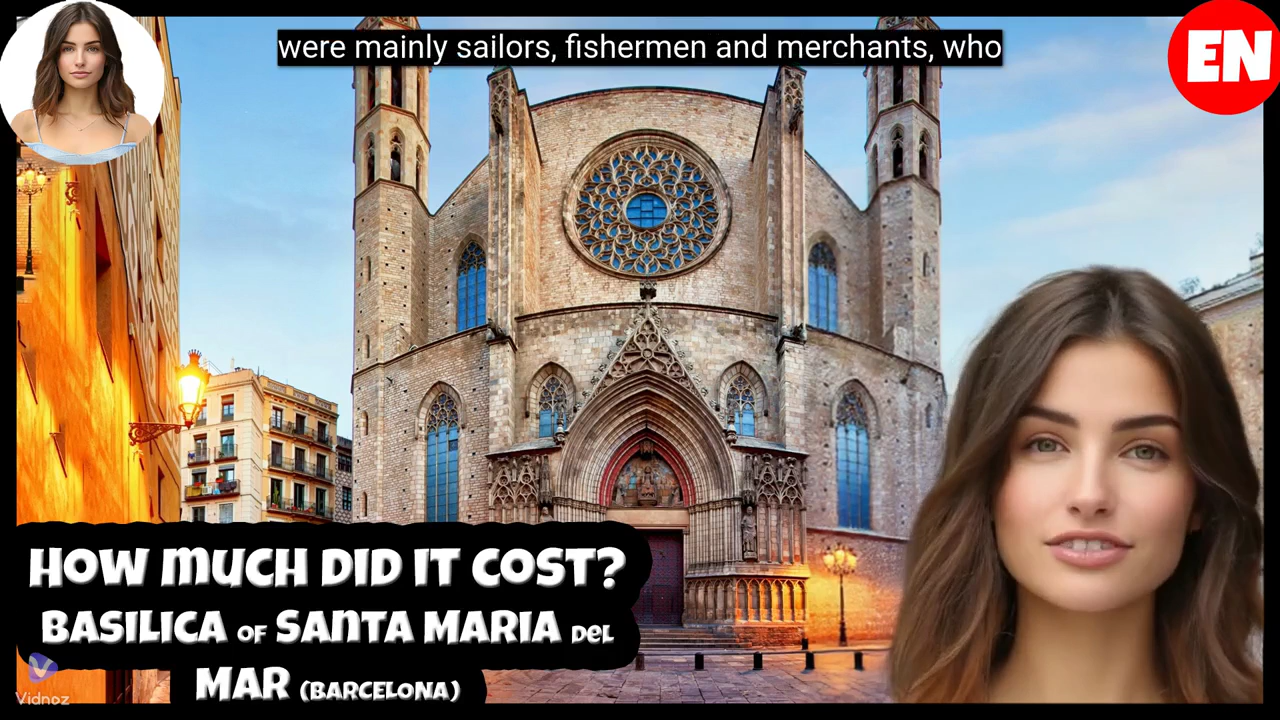 were mainly sailors, fishermen and merchants, who
EN
HOW MUCH DID IT COST?
BASILICA OF SANTA MARIA DEL
MAR (BARCELONA)
Vidnoz